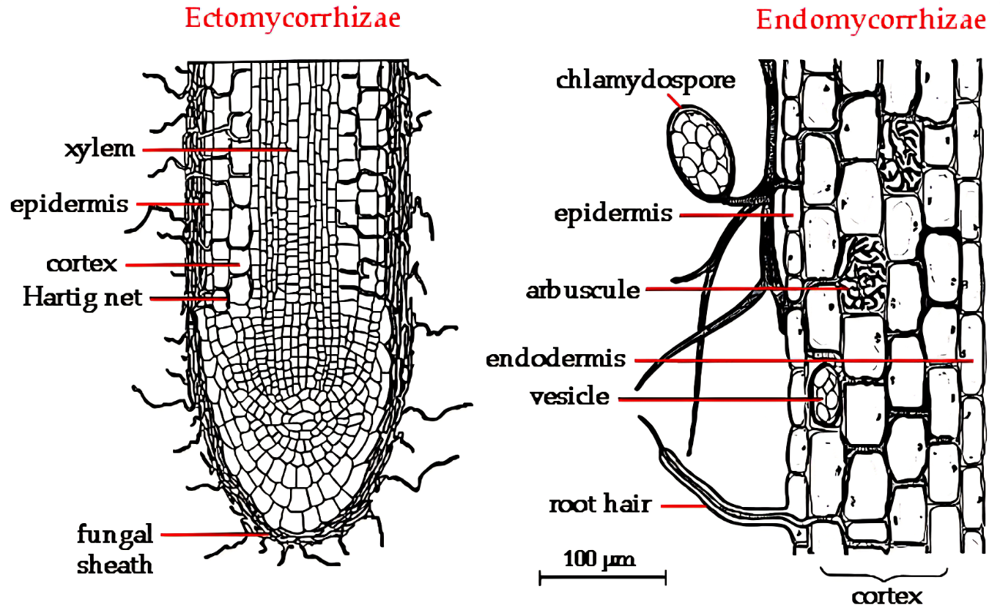 Ectomycorrhizae
xylem
epidermis
cortex
Hartig net
fungal
sheath
Endomycorrhizae
chlamydospore
epidermis
arbuscule
endodermis
vesicle
root hair
100 µm
cortex